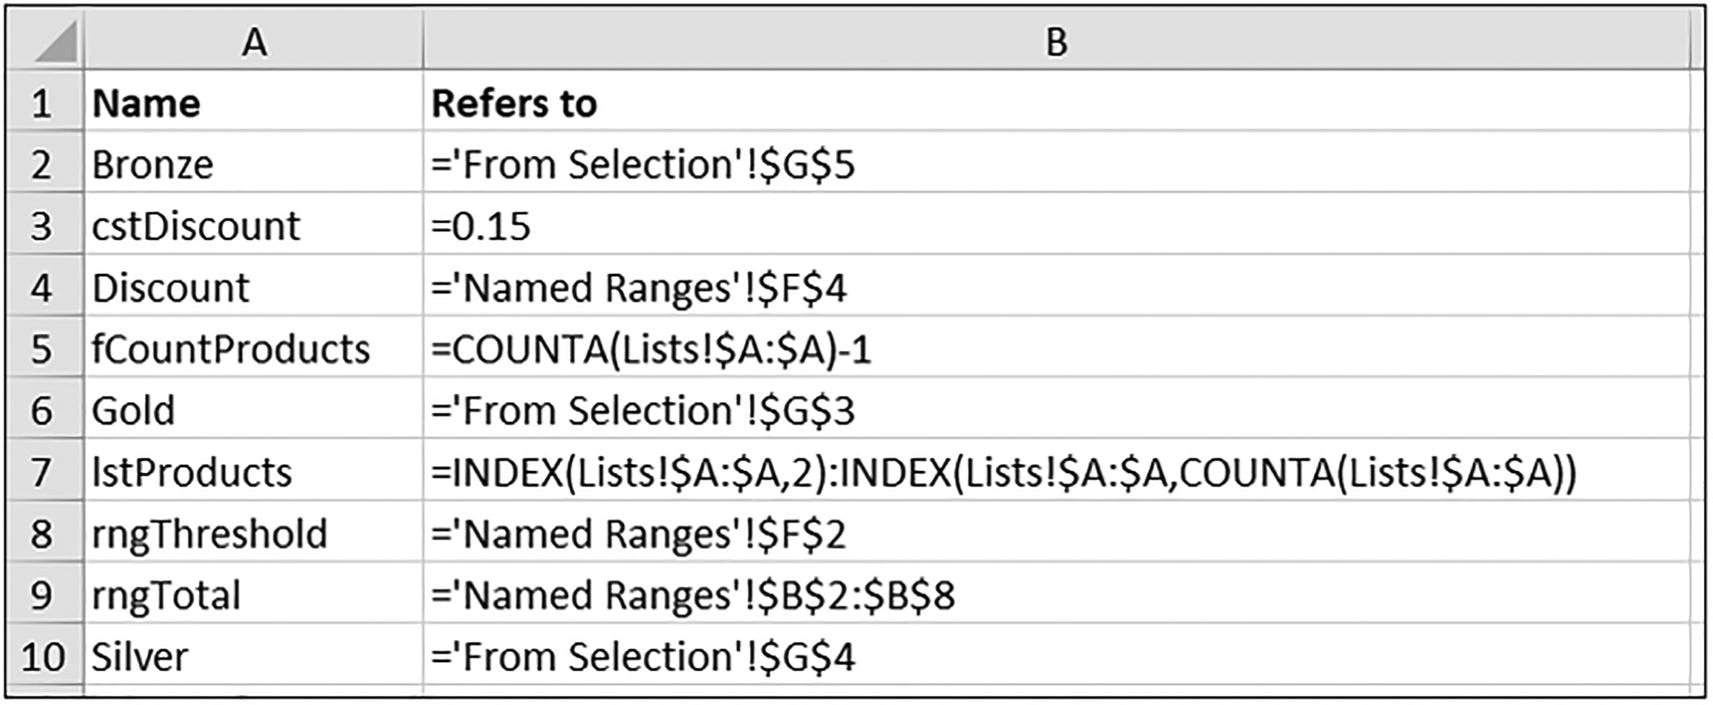 A B
1 Name Refers to
2 Bronze ='From Selection'!$G$5
3 cstDiscount =0.15
4 Discount ='Named Ranges'!$F$4
5 fCountProducts =COUNTA(Lists!$A:$A)-1
6 Gold ='From Selection'!$G$3
7 lstProducts =INDEX(Lists!$A:$A,2):INDEX(Lists!$A:$A,COUNTA(Lists!$A:$A))
8 rngThreshold ='Named Ranges'!$F$2
9 rngTotal ='Named Ranges'!$B$2:$B$8
10 Silver ='From Selection'!$G$4